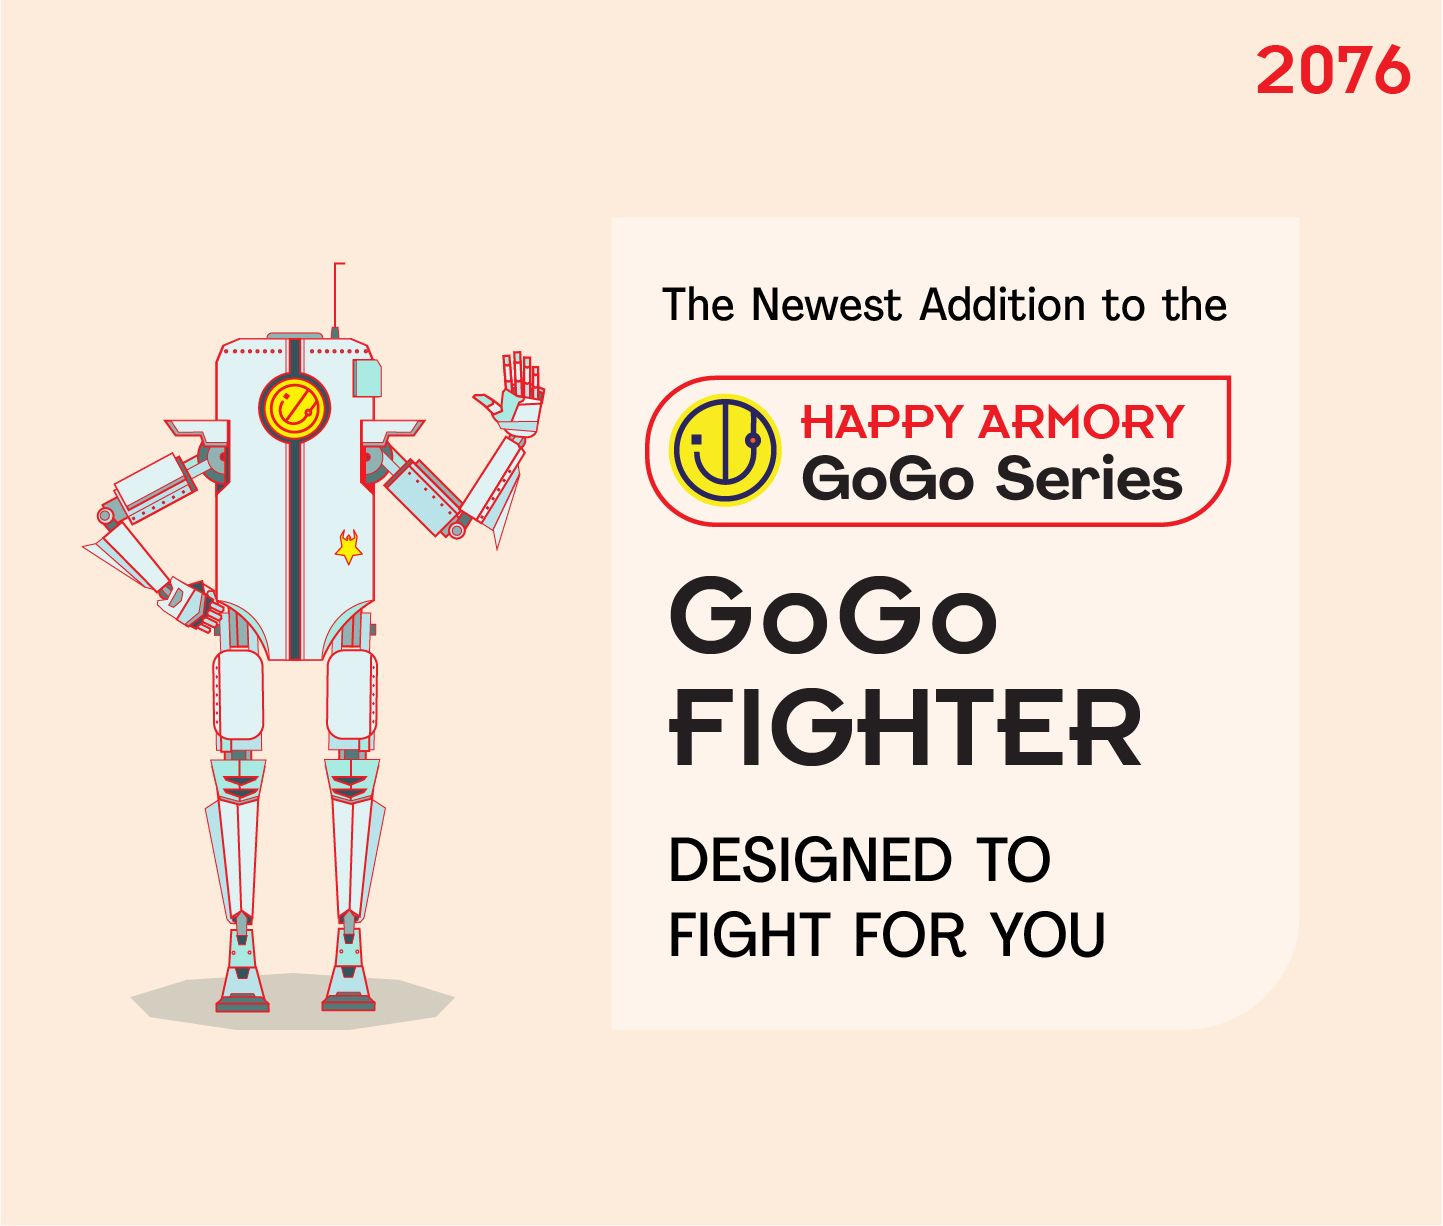 2076
The Newest Addition to the
HAPPY ARMORY
GoGo Series
GoGo
FIGHTER
DESIGNED TO
FIGHT FOR YOU